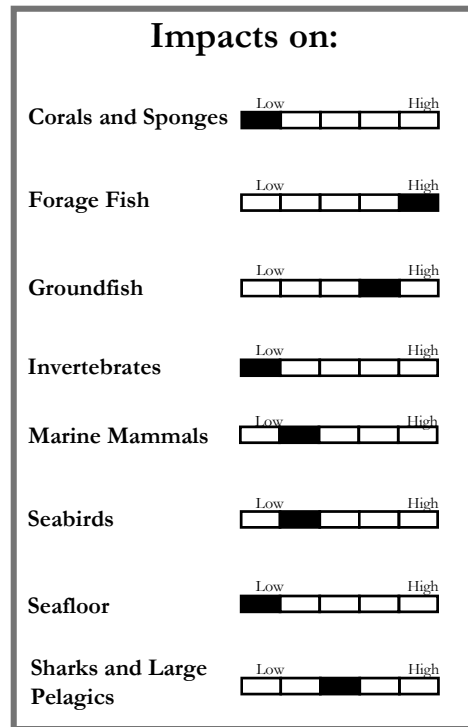 Impacts on:
Low High
Corals and Sponges
Low High
Forage Fish
Low High
Groundfish
Low High
Invertebrates
Low High
Marine Mammals
Low High
Seabirds
Low High
Seafloor
Sharks and Large Low High
Pelagics